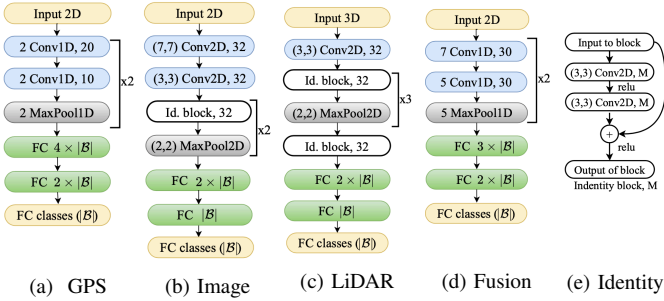 Input 2D
2 Conv1D, 20
2 Conv1D, 10
2 MaxPool1D
x2
FC 4 × |ℬ|
FC 2 × |ℬ|
FC classes (|ℬ|)
(a) GPS
Input 2D
(7,7) Conv2D, 32
(3,3) Conv2D, 32
Id. block, 32
(2,2) MaxPool2D
x2
FC 2 × |ℬ|
FC |ℬ|
FC classes (|ℬ|)
(b) Image
Input 3D
(3,3) Conv2D, 32
Id. block, 32
(2,2) MaxPool2D
x3
Id. block, 32
FC 2 × |ℬ|
FC |ℬ|
FC classes (|ℬ|)
(c) LiDAR
Input 2D
7 Conv1D, 30
5 Conv1D, 30
5 MaxPool1D
x2
FC 3 × |ℬ|
FC 2 × |ℬ|
FC classes (|ℬ|)
(d) Fusion
Input to block
(3,3) Conv2D, M
relu
(3,3) Conv2D, M
+
relu
Output of block
Indentity block, M
(e) Identity